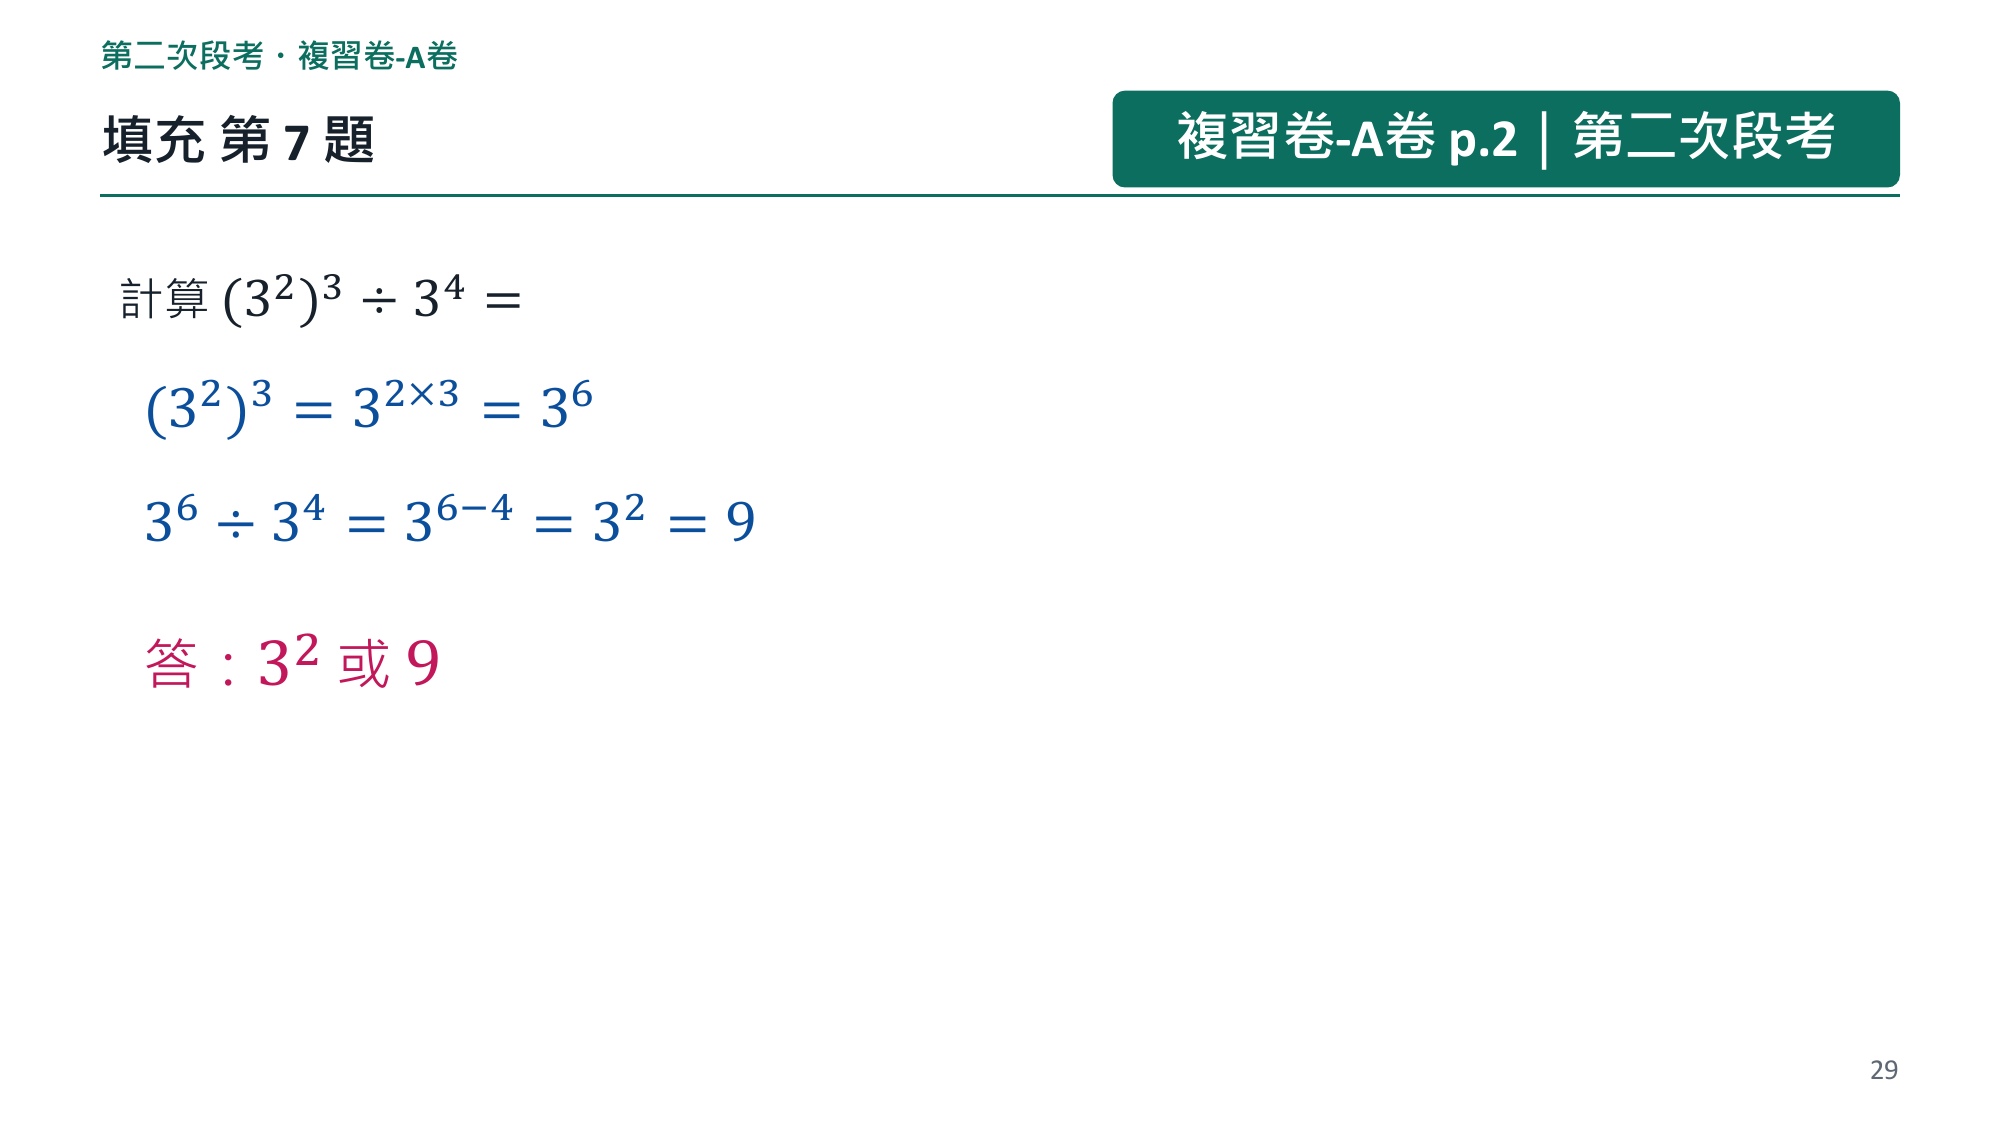 第二次段考・複習卷-A卷
填充 第 7 題
複習卷-A卷 p.2｜第二次段考
計算 (3²)³ ÷ 3⁴ =
(3²)³ = 3²ˣ³ = 3⁶
3⁶ ÷ 3⁴ = 3⁶⁻⁴ = 3² = 9
答：3² 或 9
29